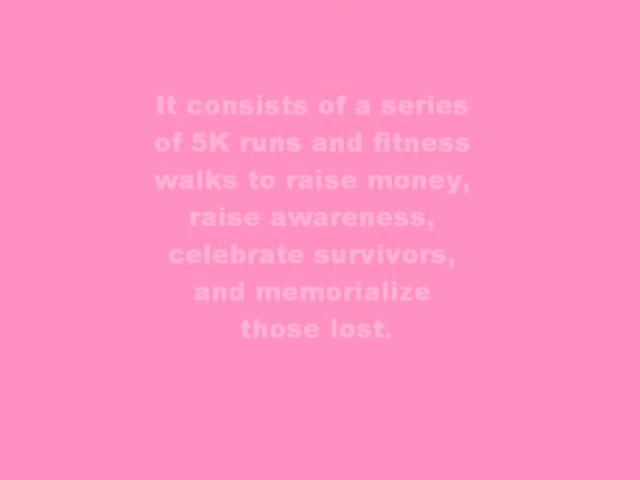 It consists of a series
of 5K runs and fitness
walks to raise money,
raise awareness,
celebrate survivors,
and memorialize
those lost.